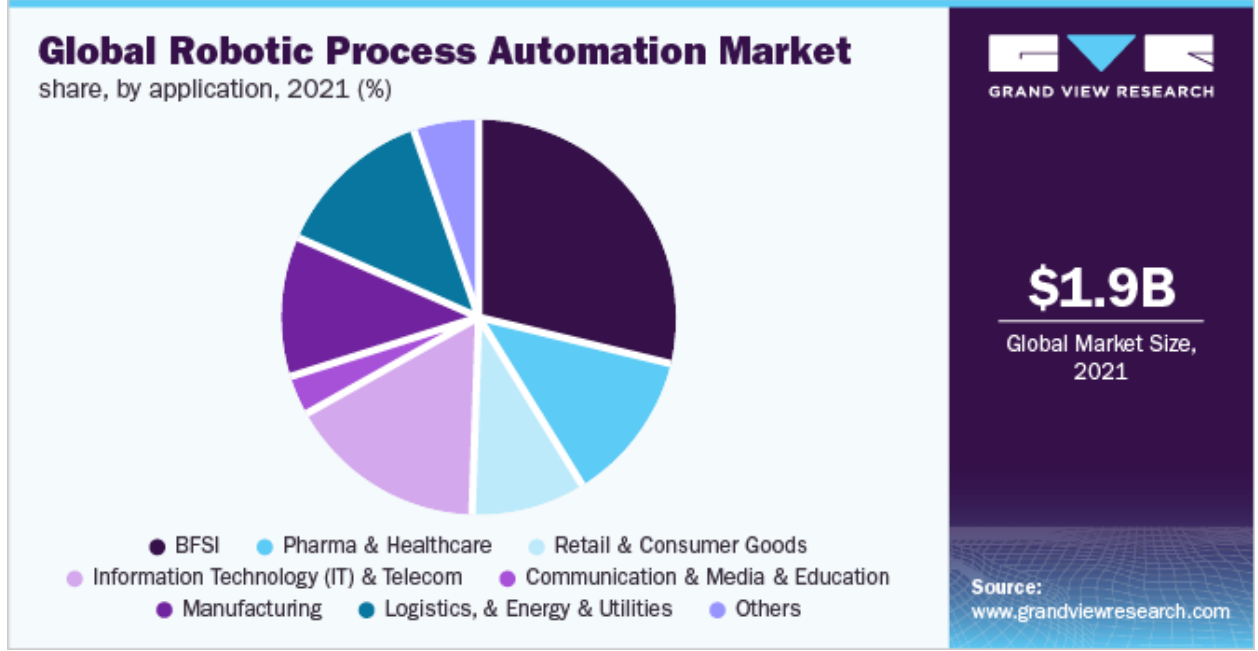 Global Robotic Process Automation Market
share, by application, 2021 (%)
BFSI
Pharma & Healthcare
Retail & Consumer Goods
Information Technology (IT) & Telecom
Communication & Media & Education
Manufacturing
Logistics, & Energy & Utilities
Others
GRAND VIEW RESEARCH
$1.9B
Global Market Size,
2021
Source:
www.grandviewresearch.com